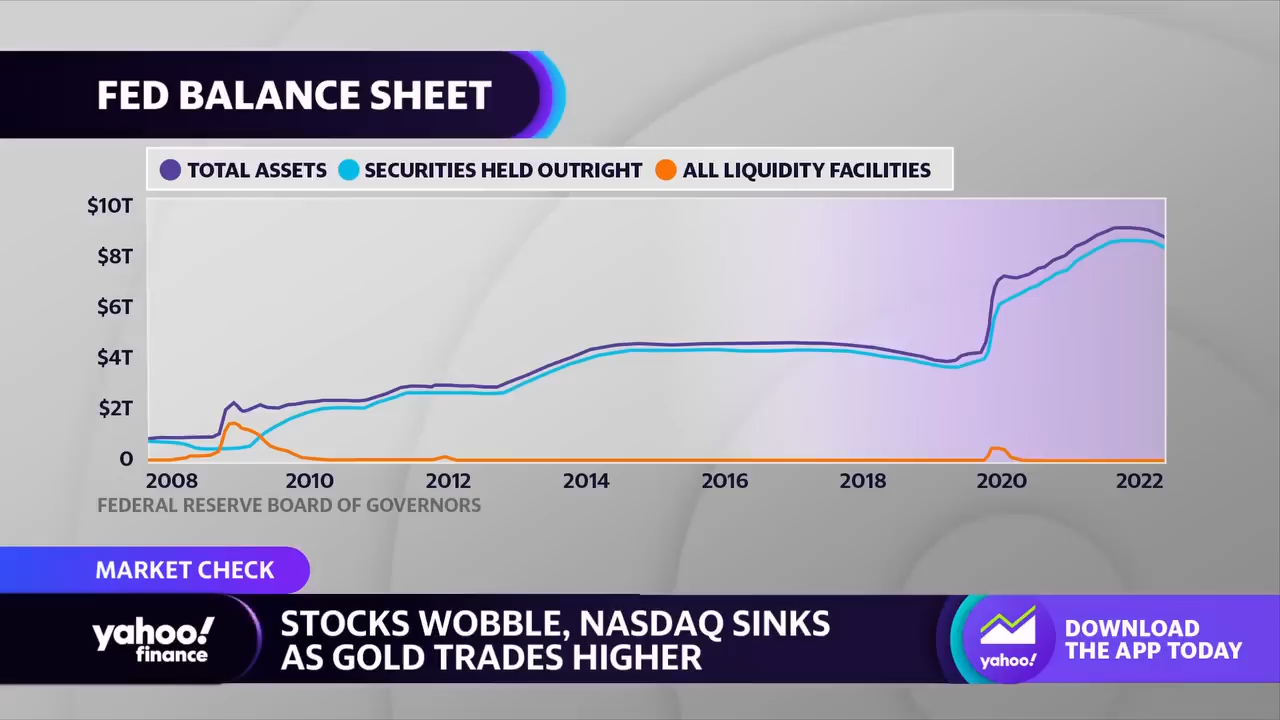 FED BALANCE SHEET
TOTAL ASSETS SECURITIES HELD OUTRIGHT ALL LIQUIDITY FACILITIES
$10T
$8T
$6T
$4T
$2T
0
2008 2010 2012 2014 2016 2018 2020 2022
FEDERAL RESERVE BOARD OF GOVERNORS
MARKET CHECK
yahoo!
finance
STOCKS WOBBLE, NASDAQ SINKS
AS GOLD TRADES HIGHER
yahoo!
DOWNLOAD
THE APP TODAY